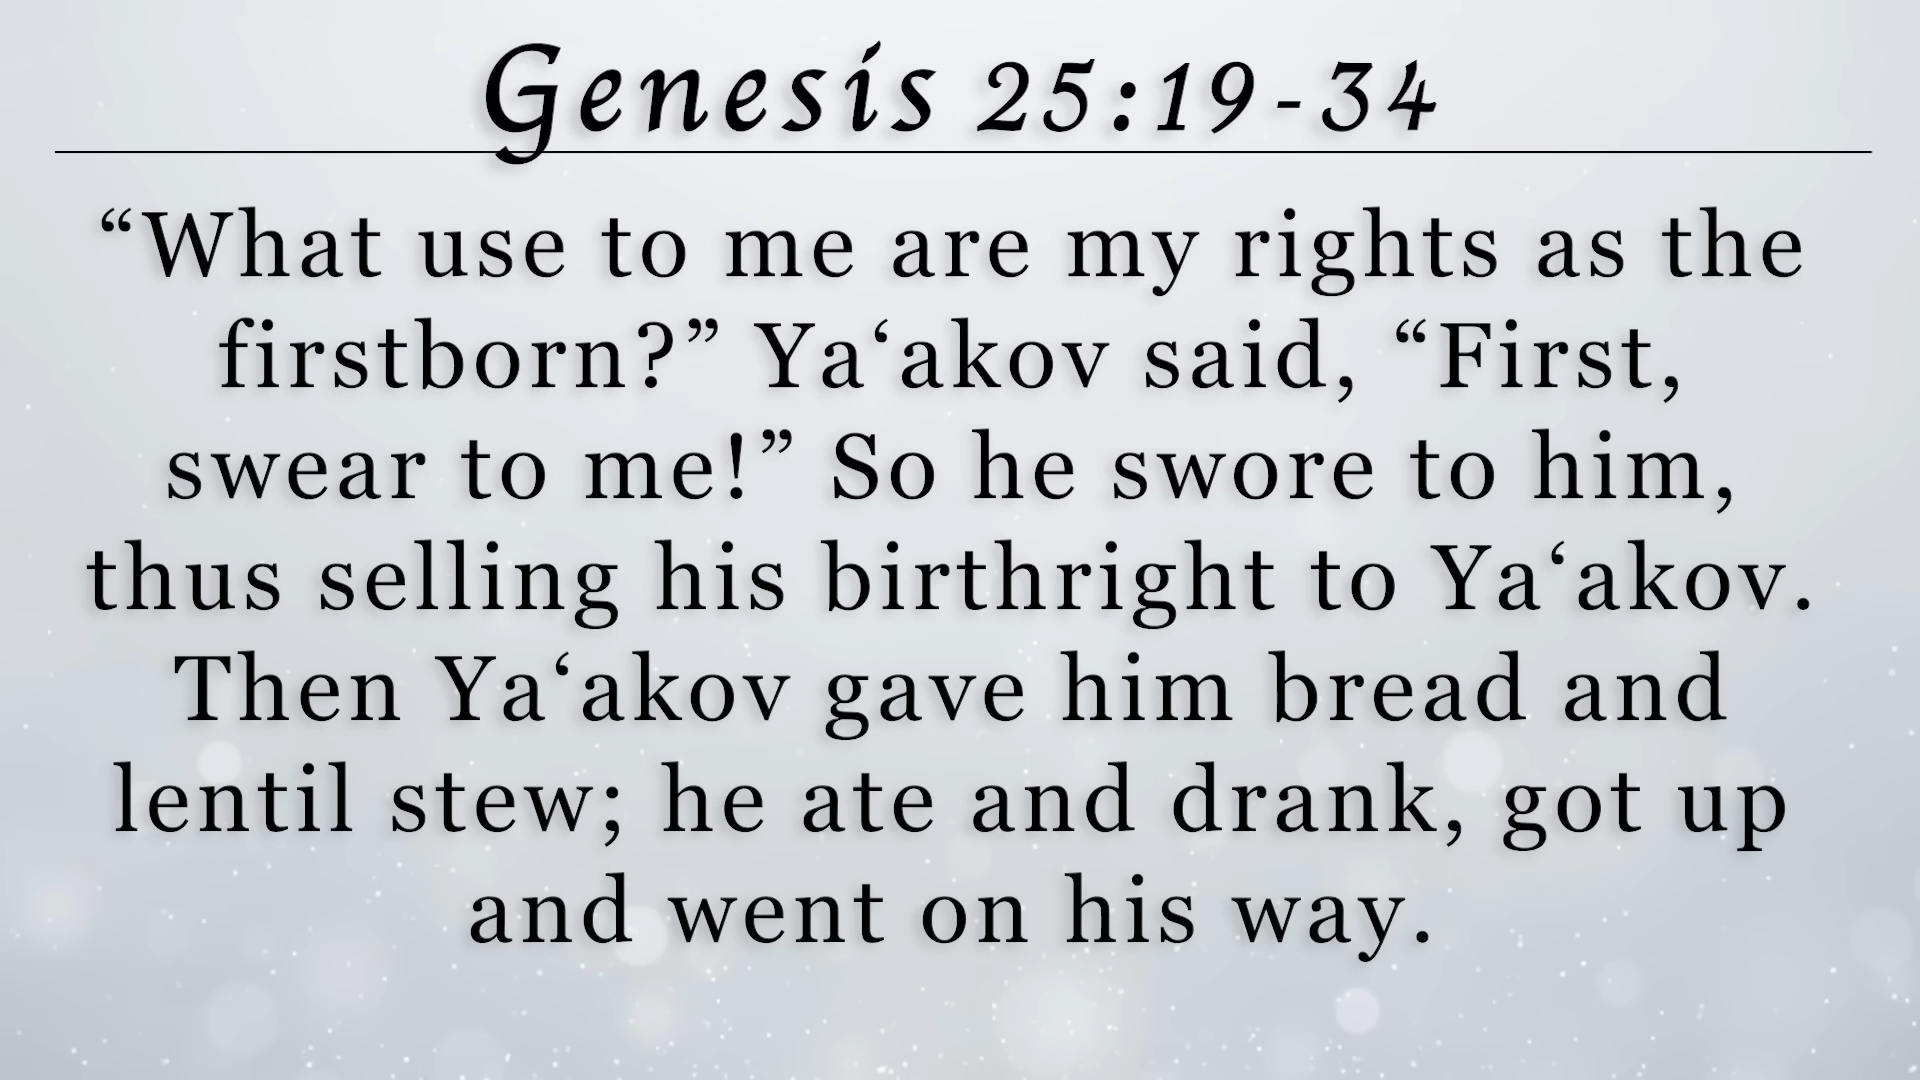 Genesis 25:19-34
“What use to me are my rights as the
firstborn?” Ya‘akov said, “First,
swear to me!” So he swore to him,
thus selling his birthright to Ya‘akov.
Then Ya‘akov gave him bread and
lentil stew; he ate and drank, got up
and went on his way.